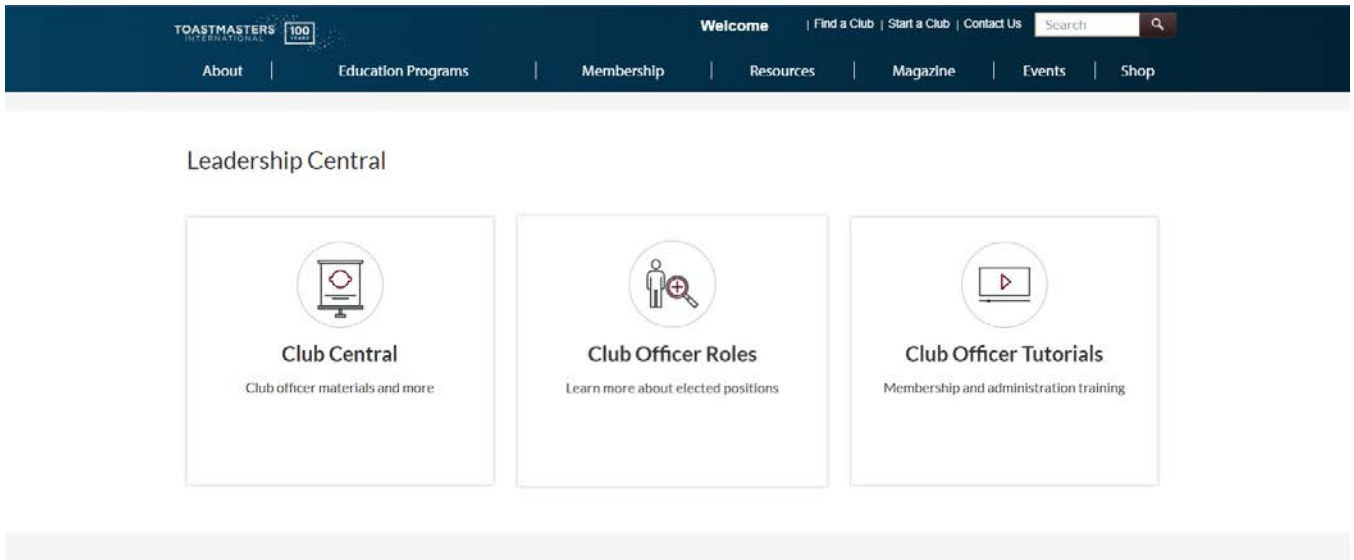 TOASTMASTERS
INTERNATIONAL
100
YEARS
Welcome | Find a Club | Start a Club | Contact Us Search
About | Education Programs | Membership | Resources | Magazine | Events | Shop
Leadership Central
Club Central
Club officer materials and more
Club Officer Roles
Learn more about elected positions
Club Officer Tutorials
Membership and administration training